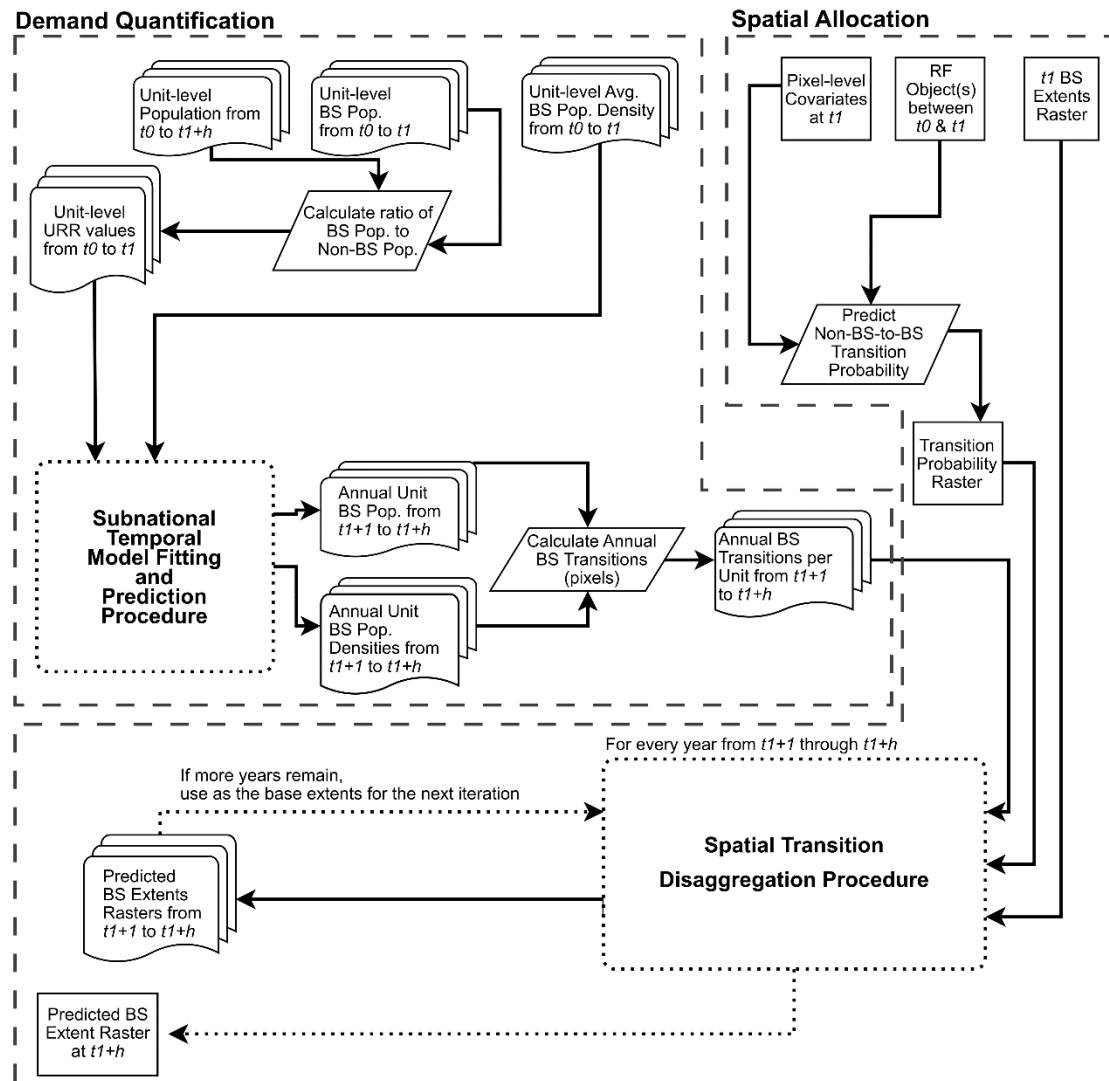 Demand Quantification
Spatial Allocation
Unit-level
Population from
t0 to t1+h
Unit-level
BS Pop.
from t0 to t1
Unit-level Avg.
BS Pop. Density
from t0 to t1
Pixel-level
Covariates
at t1
RF
Object(s)
between
t0 & t1
t1 BS
Extents
Raster
Unit-level
URR values
from t0 to t1
Calculate ratio of
BS Pop. to
Non-BS Pop.
Predict
Non-BS-to-BS
Transition
Probability
Transition
Probability
Raster
Subnational
Temporal
Model Fitting
and
Prediction
Procedure
Annual Unit
BS Pop. from
t1+1 to t1+h
Calculate Annual
BS Transitions
(pixels)
Annual BS
Transitions per
Unit from t1+1
to t1+h
Annual Unit
BS Pop.
Densities from
t1+1 to t1+h
For every year from t1+1 through t1+h
If more years remain,
use as the base extents for the next iteration
Spatial Transition
Disaggregation Procedure
Predicted
BS Extents
Rasters from
t1+1 to t1+h
Predicted BS
Extent Raster
at t1+h